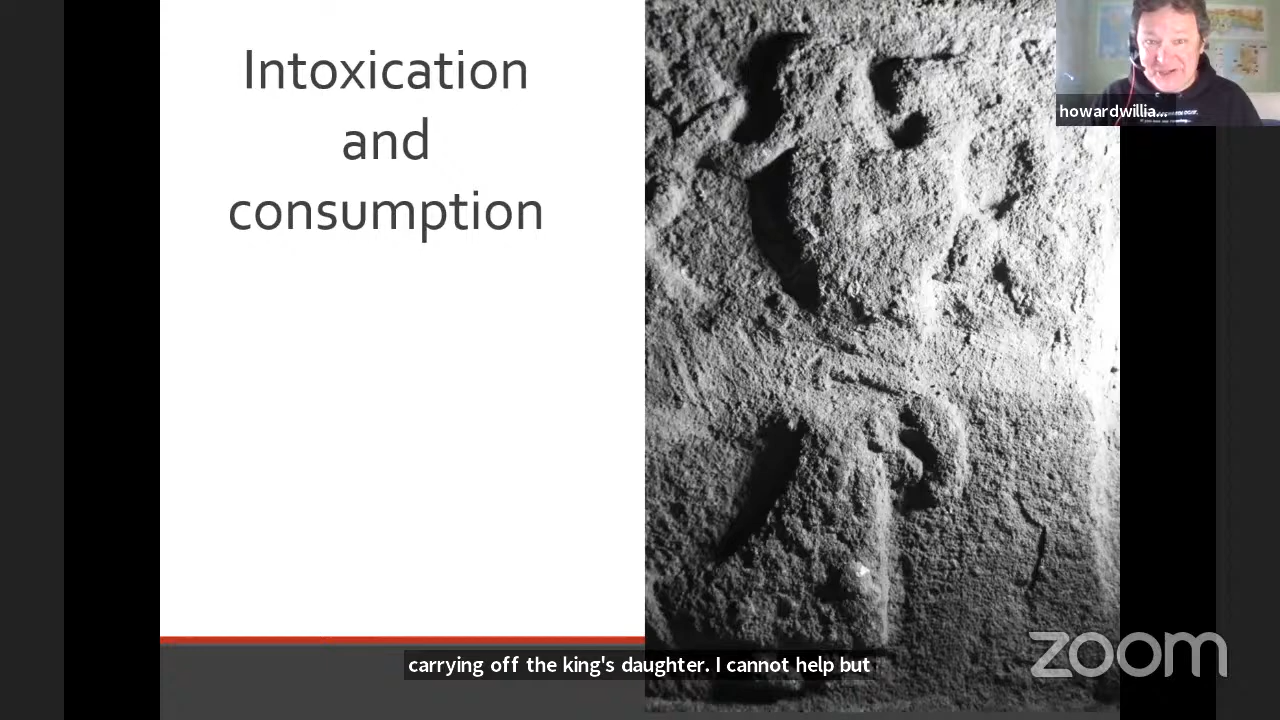 Intoxication
and
consumption
howardwillia...
carrying off the king's daughter. I cannot help but
zoom